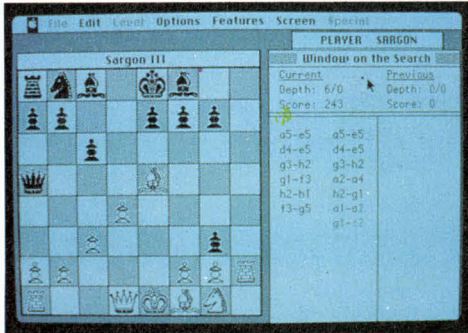 File Edit Level Options Features Screen Special
PLAYER SARGON
Sargon III
Window on the Search
Current Previous
Depth: 6/0 Depth: 0/0
Score: 243 Score: 0
a5-e5 a5-e5
d4-e5 d4-e5
g3-h2 g3-h2
g1-f3 a2-a4
h2-h1 h2-g1
f3-g5 a1-a2